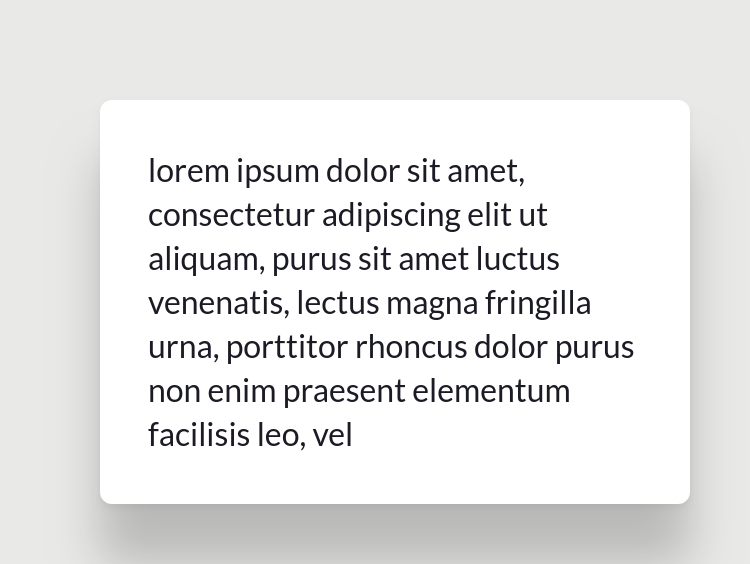 lorem ipsum dolor sit amet,
consectetur adipiscing elit ut
aliquam, purus sit amet luctus
venenatis, lectus magna fringilla
urna, porttitor rhoncus dolor purus
non enim praesent elementum
facilisis leo, vel